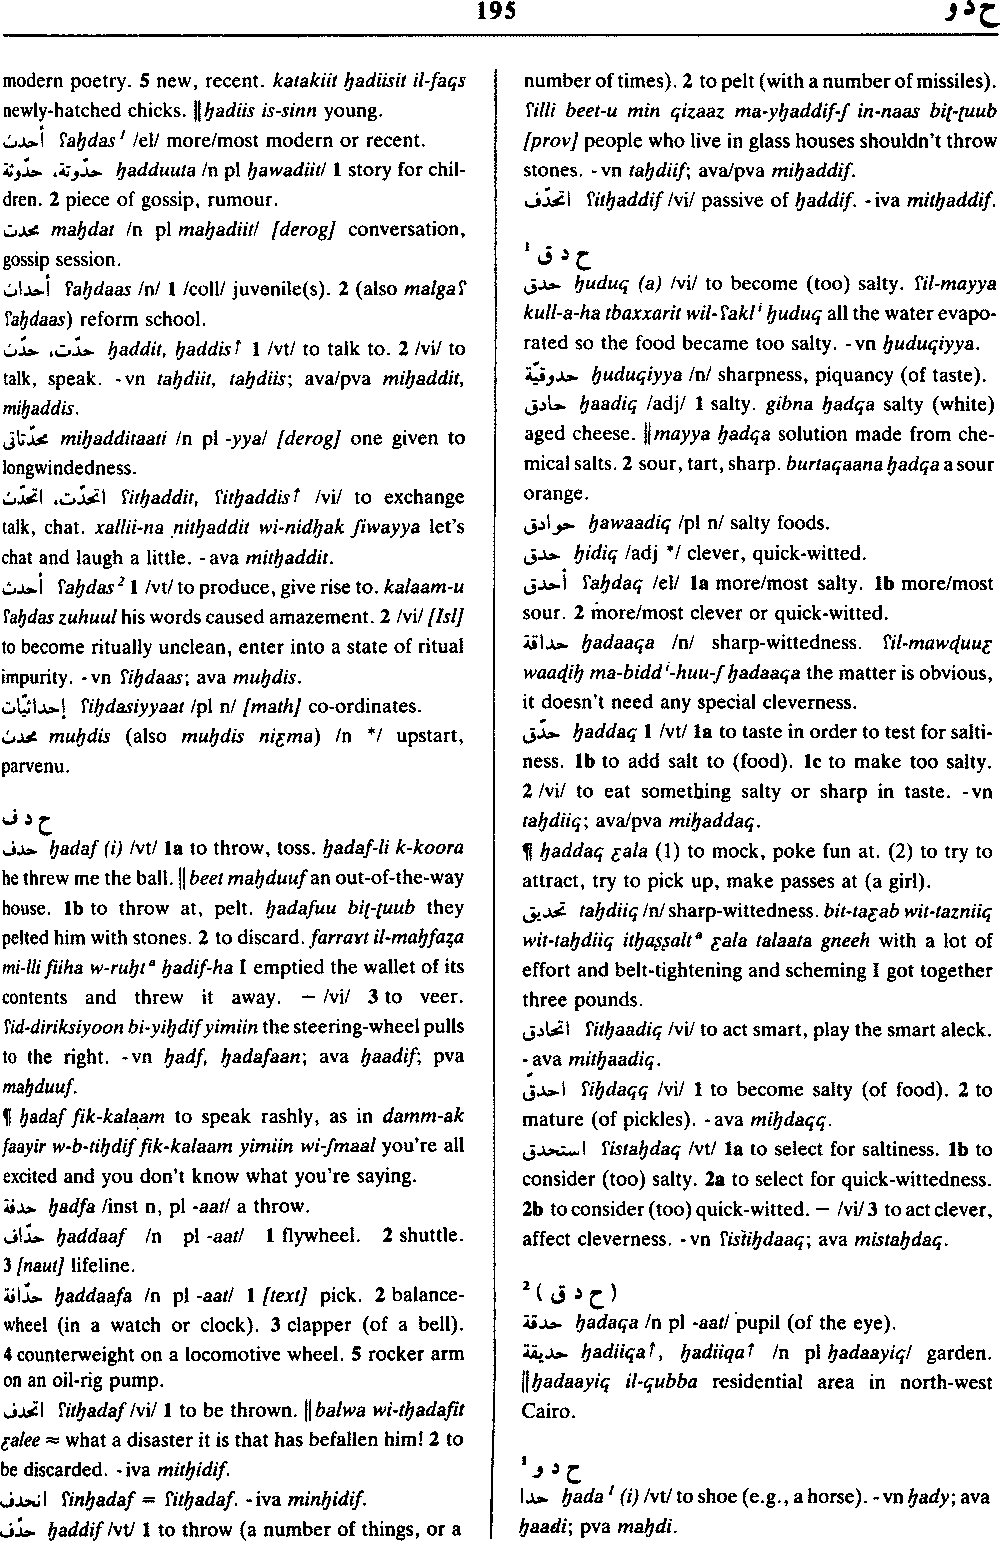 195
ح د و
modern poetry. 5 new, recent. katakiit ḥadiisit il-faqs
newly-hatched chicks. ‖ḥadiis is-sinn young.
أحدث ʕaḥdas¹ /el/ more/most modern or recent.
حدّوتة، حدّوثة ḥadduuta /n pl ḥawadiit/ 1 story for chil-
dren. 2 piece of gossip, rumour.
محدت maḥdat /n pl maḥadiit/ [derog] conversation,
gossip session.
أحداث ʕaḥdaas /n/ 1 /coll/ juvenile(s). 2 (also malgaʕ
ʕaḥdaas) reform school.
حدّت، حدّث ḥaddit, ḥaddis↑ 1 /vt/ to talk to. 2 /vi/ to
talk, speak. -vn taḥdiit, taḥdiis; ava/pva miḥaddit,
miḥaddis.
محدّتاتي miḥadditaati /n pl -yya/ [derog] one given to
longwindedness.
اتحدّت، اتحدّث ʕitḥaddit, ʕitḥaddis↑ /vi/ to exchange
talk, chat. xallii-na nitḥaddit wi-nidḥak ʃiwayya let's
chat and laugh a little. -ava mitḥaddit.
أحدث ʕaḥdas² 1 /vt/ to produce, give rise to. kalaam-u
ʕaḥdas zuhuul his words caused amazement. 2 /vi/ [Isl]
to become ritually unclean, enter into a state of ritual
impurity. -vn ʕiḥdaas; ava muḥdis.
إحداثيّات ʕiḥdasiyyaat /pl n/ [math] co-ordinates.
محدث muḥdis (also muḥdis niɛma) /n */ upstart,
parvenu.
ح د ف
حدف ḥadaf (i) /vt/ 1a to throw, toss. ḥadaf-li k-koora
he threw me the ball. ‖beet maḥduuf an out-of-the-way
house. 1b to throw at, pelt. ḥadafuu biṭ-ṭuub they
pelted him with stones. 2 to discard. farraɣt il-maḥfaẓa
mi-lli fiiha w-ruḥtᵃ ḥadif-ha I emptied the wallet of its
contents and threw it away. — /vi/ 3 to veer.
ʕid-diriksiyoon bi-yiḥdif yimiin the steering-wheel pulls
to the right. -vn ḥadf, ḥadafaan; ava ḥaadif; pva
maḥduuf.
¶ ḥadaf fik-kalaam to speak rashly, as in damm-ak
faayir w-b-tiḥdif fik-kalaam yimiin wi-ʃmaal you're all
excited and you don't know what you're saying.
حدفة ḥadfa /inst n, pl -aat/ a throw.
حدّاف ḥaddaaf /n pl -aat/ 1 flywheel. 2 shuttle.
3 [naut] lifeline.
حدّافة ḥaddaafa /n pl -aat/ 1 [text] pick. 2 balance-
wheel (in a watch or clock). 3 clapper (of a bell).
4 counterweight on a locomotive wheel. 5 rocker arm
on an oil-rig pump.
اتحدف ʕitḥadaf /vi/ 1 to be thrown. ‖balwa wi-tḥadafit
ɛalee ≈ what a disaster it is that has befallen him! 2 to
be discarded. -iva mitḥidif.
انحدف ʕinḥadaf = ʕitḥadaf. -iva minḥidif.
حدّف ḥaddif /vt/ 1 to throw (a number of things, or a
number of times). 2 to pelt (with a number of missiles).
ʕilli beet-u min qizaaz ma-yḥaddif-ʃ in-naas biṭ-ṭuub
[prov] people who live in glass houses shouldn't throw
stones. -vn taḥdiif; ava/pva miḥaddif.
اتحدّف ʕitḥaddif /vi/ passive of ḥaddif. -iva mitḥaddif.
ح د ق ¹
حدق ḥuduq (a) /vi/ to become (too) salty. ʕil-mayya
kull-a-ha tbaxxarit wil-ʕaklⁱ ḥuduq all the water evapo-
rated so the food became too salty. -vn ḥuduqiyya.
حدوقيّة ḥuduqiyya /n/ sharpness, piquancy (of taste).
حادق ḥaadiq /adj/ 1 salty. gibna ḥadqa salty (white)
aged cheese. ‖mayya ḥadqa solution made from che-
mical salts. 2 sour, tart, sharp. burtaqaana ḥadqa a sour
orange.
حوادق ḥawaadiq /pl n/ salty foods.
حدق ḥidiq /adj */ clever, quick-witted.
أحدق ʕaḥdaq /el/ 1a more/most salty. 1b more/most
sour. 2 more/most clever or quick-witted.
حداقة ḥadaaqa /n/ sharp-wittedness. ʕil-mawḍuuɛ
waaḍiḥ ma-biddⁱ-huu-ʃ ḥadaaqa the matter is obvious,
it doesn't need any special cleverness.
حدّق ḥaddaq 1 /vt/ 1a to taste in order to test for salti-
ness. 1b to add salt to (food). 1c to make too salty.
2 /vi/ to eat something salty or sharp in taste. -vn
taḥdiiq; ava/pva miḥaddaq.
¶ ḥaddaq ɛala (1) to mock, poke fun at. (2) to try to
attract, try to pick up, make passes at (a girl).
تحديق taḥdiiq /n/ sharp-wittedness. bit-taɛab wit-tazniiq
wit-taḥdiiq itḥaṣṣaltᵃ ɛala talaata gneeh with a lot of
effort and belt-tightening and scheming I got together
three pounds.
اتحادق ʕitḥaadiq /vi/ to act smart, play the smart aleck.
-ava mitḥaadiq.
احدقّ ʕiḥdaqq /vi/ 1 to become salty (of food). 2 to
mature (of pickles). -ava miḥdaqq.
استحدق ʕistaḥdaq /vt/ 1a to select for saltiness. 1b to
consider (too) salty. 2a to select for quick-wittedness.
2b to consider (too) quick-witted. — /vi/ 3 to act clever,
affect cleverness. -vn ʕistiḥdaaq; ava mistaḥdaq.
(ح د ق) ²
حدقة ḥadaqa /n pl -aat/ pupil (of the eye).
حديقة ḥadiiqa↑, ḥadiiqat↑ /n pl ḥadaayiq/ garden.
‖ḥadaayiq il-qubba residential area in north-west
Cairo.
ح د و ¹
حدا ḥada¹ (i) /vt/ to shoe (e.g., a horse). -vn ḥady; ava
ḥaadi; pva maḥdi.